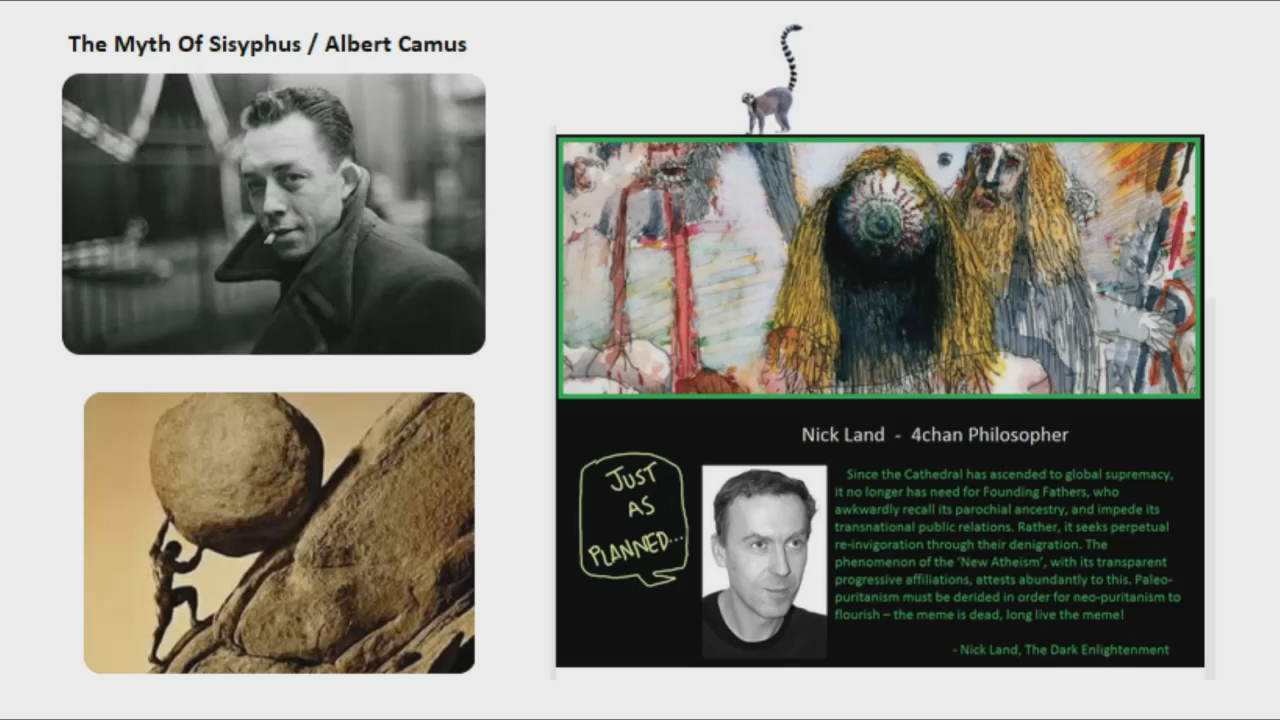 The Myth Of Sisyphus / Albert Camus
Nick Land - 4chan Philosopher
JUST
AS
PLANNED...
Since the Cathedral has ascended to global supremacy,
it no longer has need for Founding Fathers, who
awkwardly recall its parochial ancestry, and impede its
transnational public relations. Rather, it seeks perpetual
re-invigoration through their denigration. The
phenomenon of the 'New Atheism', with its transparent
progressive affiliations, attests abundantly to this. Paleo-
puritanism must be derided in order for neo-puritanism to
flourish – the meme is dead, long live the meme!
- Nick Land, The Dark Enlightenment